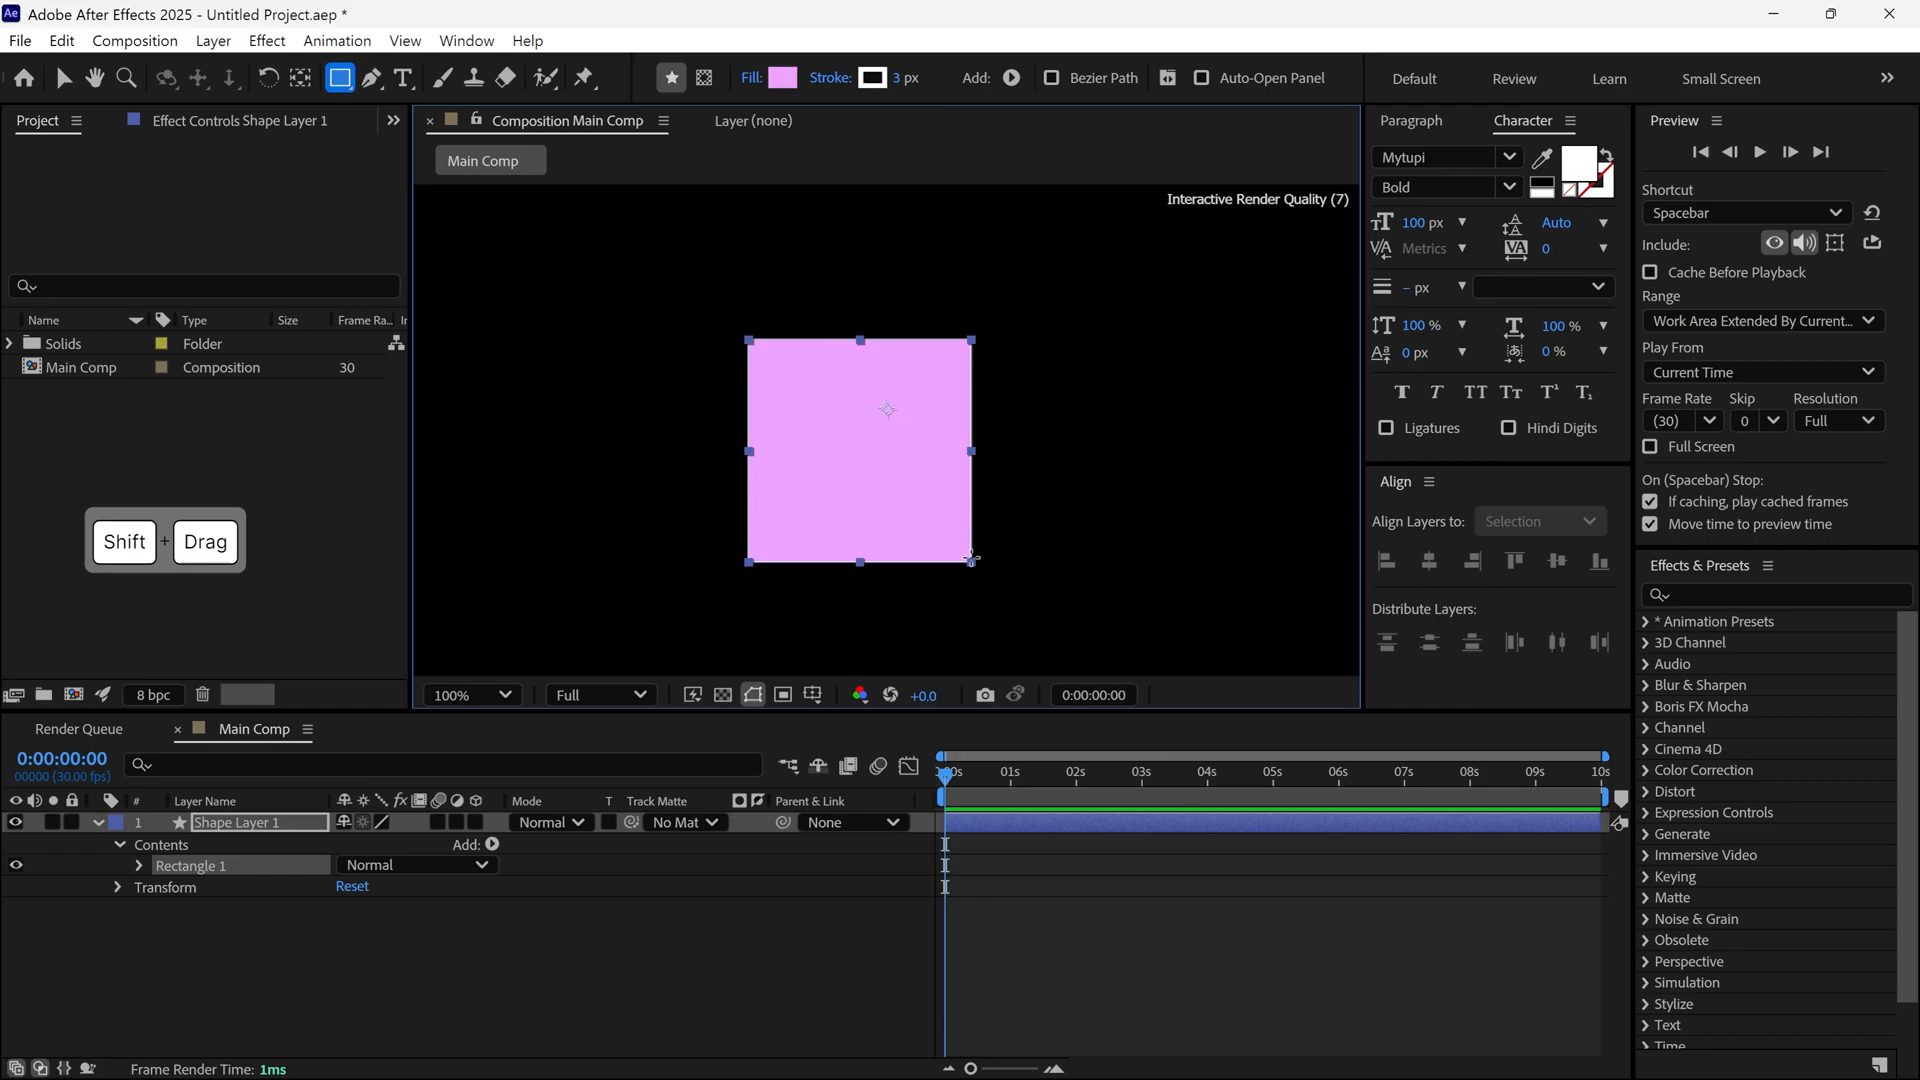 Adobe After Effects 2025 - Untitled Project.aep *
File Edit Composition Layer Effect Animation View Window Help
Fill: Stroke: 3 px Add: Bezier Path Auto-Open Panel Default Review Learn Small Screen
Project Effect Controls Shape Layer 1
Composition Main Comp Layer (none)
Main Comp
Interactive Render Quality (7)
Name Type Size Frame Ra...
Solids Folder
Main Comp Composition 30
Shift + Drag
8 bpc
100% Full +0.0 0:00:00:00
Paragraph Character
Mytupi
Bold
100 px Auto
Metrics 0
– px
100 % 100 %
0 px 0 %
Ligatures Hindi Digits
Align
Align Layers to: Selection
Distribute Layers:
Preview
Shortcut
Spacebar
Include:
Cache Before Playback
Range
Work Area Extended By Current...
Play From
Current Time
Frame Rate Skip Resolution
(30) 0 Full
Full Screen
On (Spacebar) Stop:
If caching, play cached frames
Move time to preview time
Effects & Presets
* Animation Presets
3D Channel
Audio
Blur & Sharpen
Boris FX Mocha
Channel
Cinema 4D
Color Correction
Distort
Expression Controls
Generate
Immersive Video
Keying
Matte
Noise & Grain
Obsolete
Perspective
Simulation
Stylize
Text
Time
Render Queue Main Comp
0:00:00:00
00000 (30.00 fps)
# Layer Name Mode T Track Matte Parent & Link
1 Shape Layer 1 Normal No Mat None
Contents Add:
Rectangle 1 Normal
Transform Reset
01s 02s 03s 04s 05s 06s 07s 08s 09s 10s
Frame Render Time: 1ms